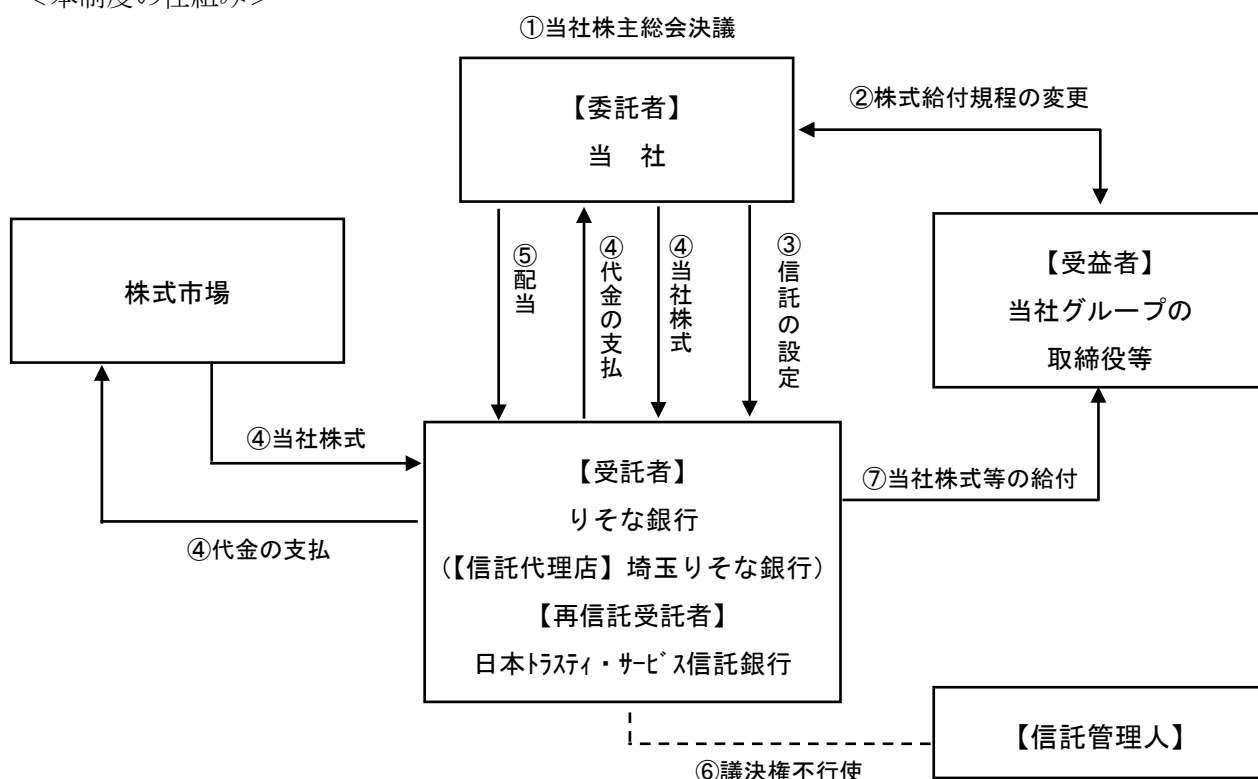 <本制度の仕組み>
①当社株主総会決議
【委託者】
当 社
②株式給付規程の変更
株式市場
⑤配当
④代金の支払
④当社株式
③信託の設定
【受益者】
当社グループの
取締役等
④当社株式
④代金の支払
【受託者】
りそな銀行
(【信託代理店】埼玉りそな銀行)
【再信託受託者】
日本ﾄﾗｽﾃｨ・ｻｰﾋﾞｽ信託銀行
⑦当社株式等の給付
【信託管理人】
⑥議決権不行使